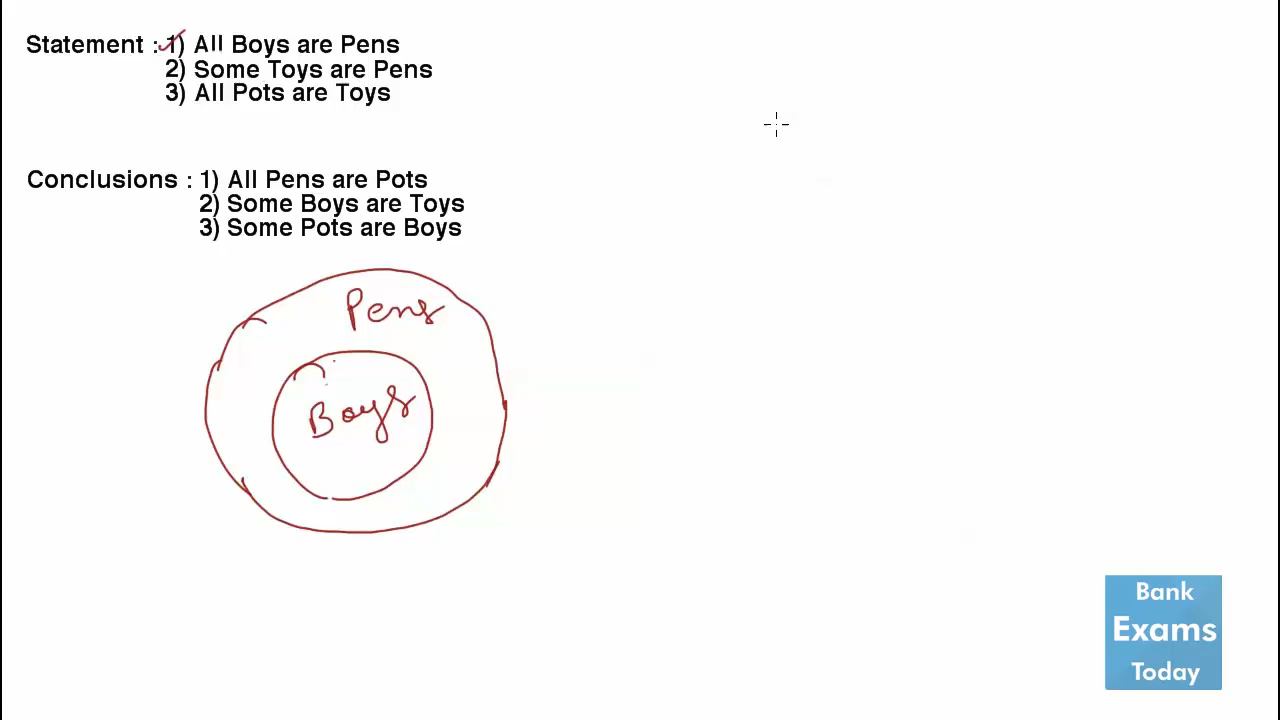 Statement : 1) All Boys are Pens
2) Some Toys are Pens
3) All Pots are Toys
Conclusions : 1) All Pens are Pots
2) Some Boys are Toys
3) Some Pots are Boys
Pens
Boys
Bank
Exams
Today